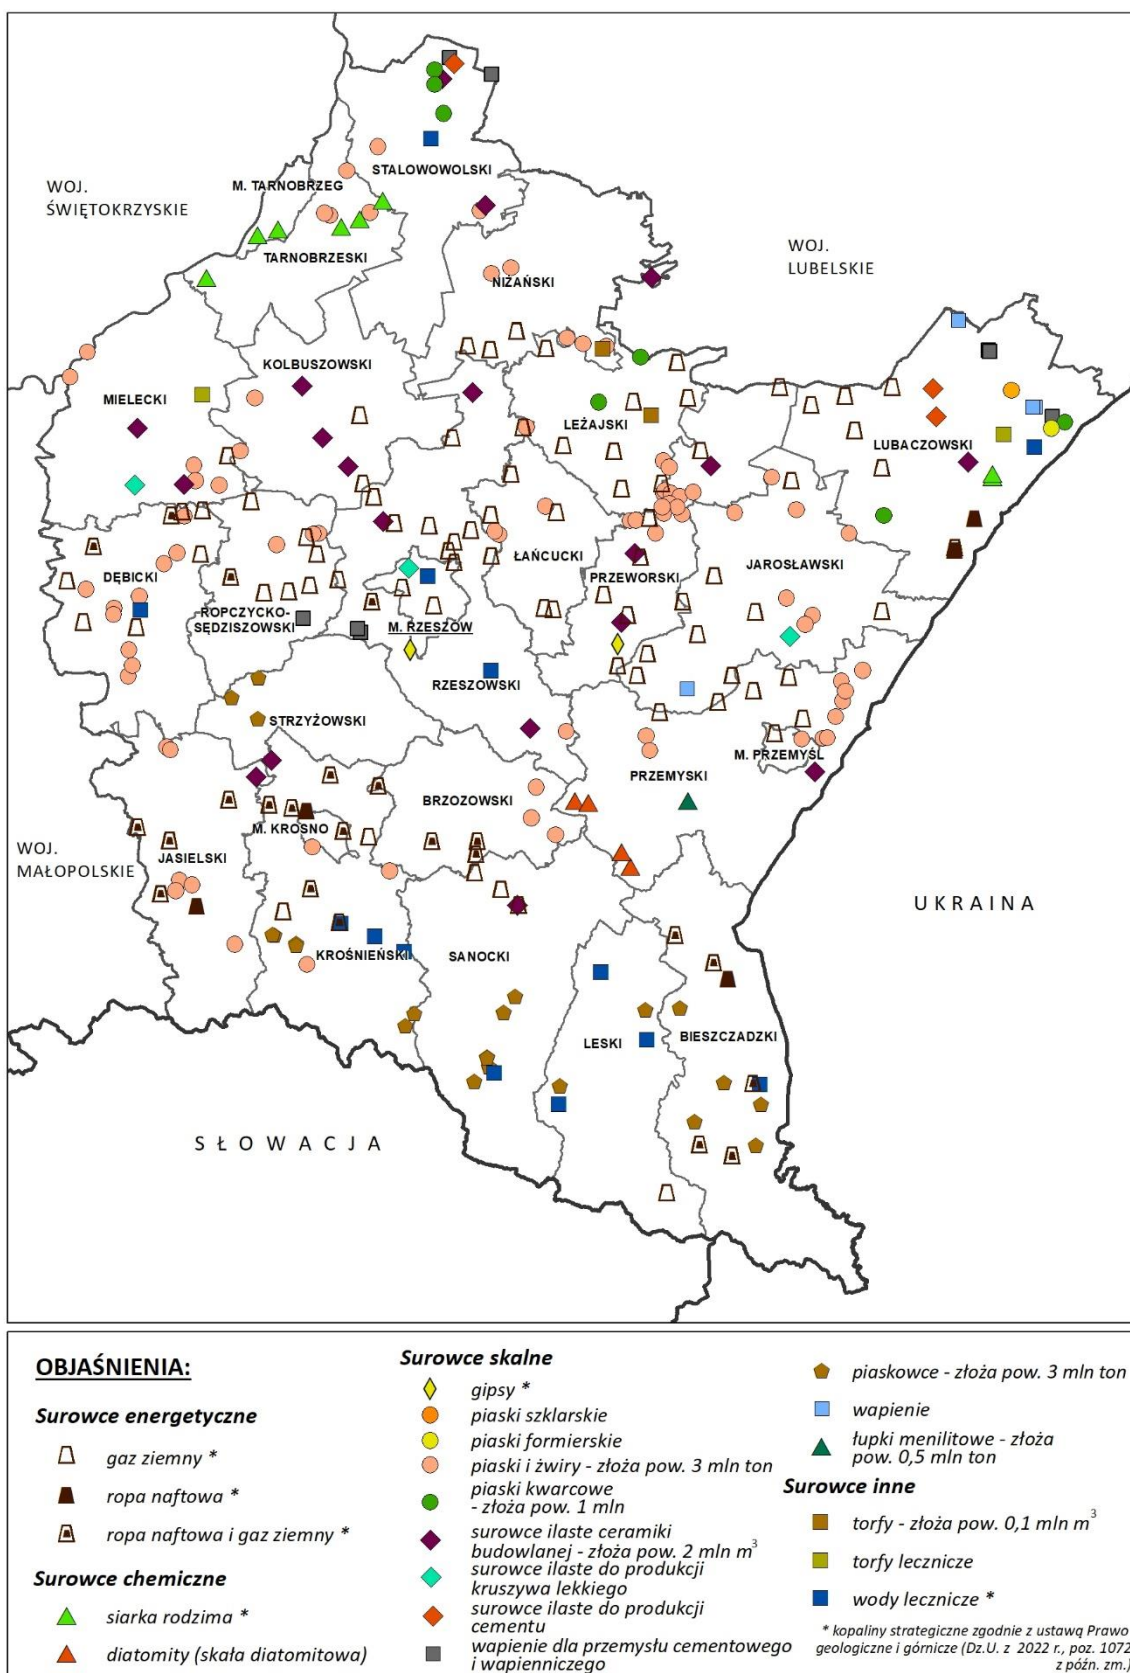 WOJ.
ŚWIĘTOKRZYSKIE
M. TARNOBRZEG
STALOWOWOLSKI
TARNOBRZESKI
WOJ.
LUBELSKIE
NIŻAŃSKI
KOLBUSZOWSKI
MIELECKI
LEŻAJSKI
LUBACZOWSKI
ŁAŃCUCKI
DĘBICKI
PRZEWORSKI
JAROSŁAWSKI
ROPCZYCKO-
SĘDZISZOWSKI
M. RZESZÓW
RZESZOWSKI
STRZYŻOWSKI
M. PRZEMYŚL
PRZEMYSKI
BRZOZOWSKI
M. KROSNO
WOJ.
MAŁOPOLSKIE
JASIELSKI
UKRAINA
KROŚNIEŃSKI
SANOCKI
LESKI
BIESZCZADZKI
SŁOWACJA
OBJAŚNIENIA:
Surowce energetyczne
gaz ziemny *
ropa naftowa *
ropa naftowa i gaz ziemny *
Surowce chemiczne
siarka rodzima *
diatomity (skała diatomitowa)
Surowce skalne
gipsy *
piaski szklarskie
piaski formierskie
piaski i żwiry - złoża pow. 3 mln ton
piaski kwarcowe
- złoża pow. 1 mln
surowce ilaste ceramiki
budowlanej - złoża pow. 2 mln m³
surowce ilaste do produkcji
kruszywa lekkiego
surowce ilaste do produkcji
cementu
wapienie dla przemysłu cementowego
i wapienniczego
piaskowce - złoża pow. 3 mln ton
wapienie
łupki menilitowe - złoża
pow. 0,5 mln ton
Surowce inne
torfy - złoża pow. 0,1 mln m³
torfy lecznicze
wody lecznicze *
* kopaliny strategiczne zgodnie z ustawą Prawo
geologiczne i górnicze (Dz.U. z 2022 r., poz. 1072
z późn. zm.)